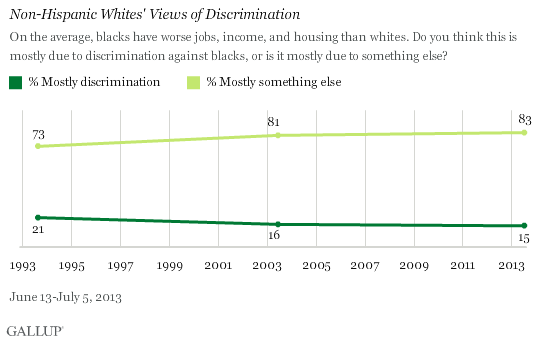 Non-Hispanic Whites' Views of Discrimination
On the average, blacks have worse jobs, income, and housing than whites. Do you think this is
mostly due to discrimination against blacks, or is it mostly due to something else?
% Mostly discrimination % Mostly something else
73 81 83
21 16 15
1993 1995 1997 1999 2001 2003 2005 2007 2009 2011 2013
June 13-July 5, 2013
GALLUP®